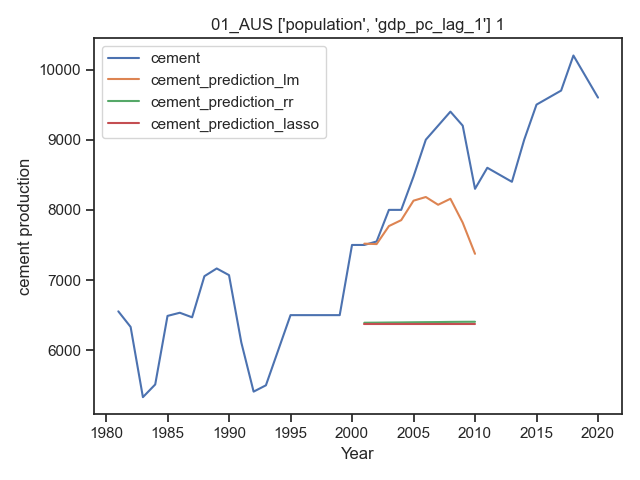 01_AUS ['population', 'gdp_pc_lag_1'] 1
cement
cement_prediction_lm
cement_prediction_rr
cement_prediction_lasso
cement production
10000
9000
8000
7000
6000
1980 1985 1990 1995 2000 2005 2010 2015 2020
Year